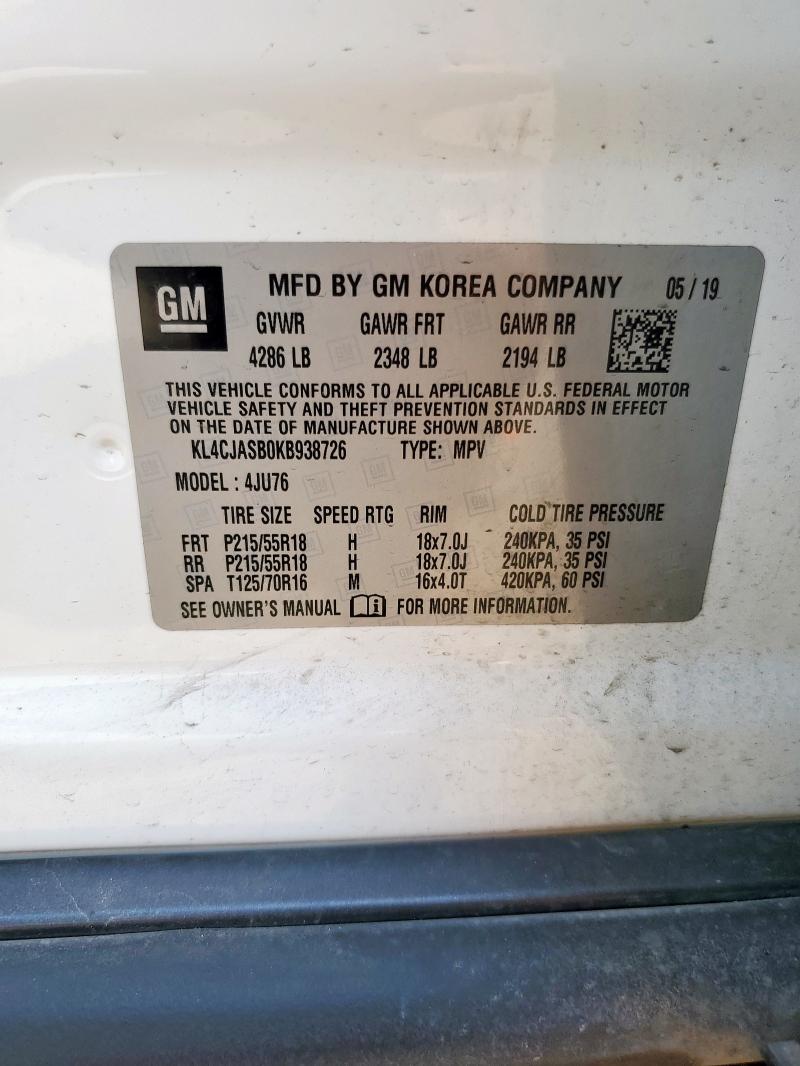 GM MFD BY GM KOREA COMPANY 05/19
GVWR GAWR FRT GAWR RR
4286 LB 2348 LB 2194 LB
THIS VEHICLE CONFORMS TO ALL APPLICABLE U.S. FEDERAL MOTOR
VEHICLE SAFETY AND THEFT PREVENTION STANDARDS IN EFFECT
ON THE DATE OF MANUFACTURE SHOWN ABOVE.
KL4CJASB0KB938726 TYPE: MPV
MODEL : 4JU76
TIRE SIZE SPEED RTG RIM COLD TIRE PRESSURE
FRT P215/55R18 H 18x7.0J 240KPA, 35 PSI
RR P215/55R18 H 18x7.0J 240KPA, 35 PSI
SPA T125/70R16 M 16x4.0T 420KPA, 60 PSI
SEE OWNER'S MANUAL FOR MORE INFORMATION.